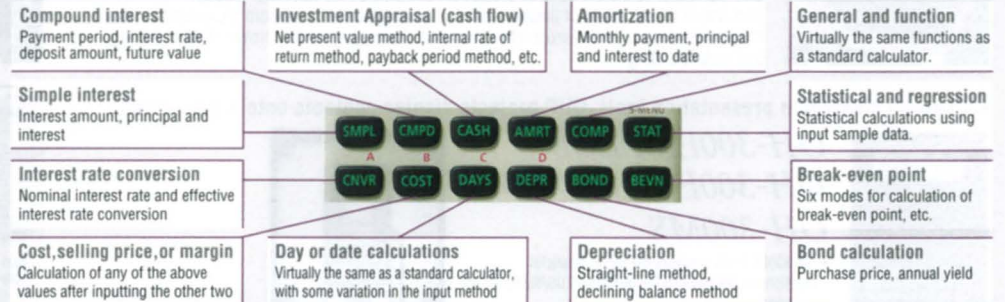 Compound interest
Payment period, interest rate,
deposit amount, future value
Investment Appraisal (cash flow)
Net present value method, internal rate of
return method, payback period method, etc.
Amortization
Monthly payment, principal
and interest to date
General and function
Virtually the same functions as
a standard calculator.
Simple interest
Interest amount, principal and
interest
Statistical and regression
Statistical calculations using
input sample data.
S-MENU
SMPL CMPD CASH AMRT COMP STAT
A B C D
CNVR COST DAYS DEPR BOND BEVN
Interest rate conversion
Nominal interest rate and effective
interest rate conversion
Break-even point
Six modes for calculation of
break-even point, etc.
Cost,selling price,or margin
Calculation of any of the above
values after inputting the other two
Day or date calculations
Virtually the same as a standard calculator,
with some variation in the input method
Depreciation
Straight-line method,
declining balance method
Bond calculation
Purchase price, annual yield